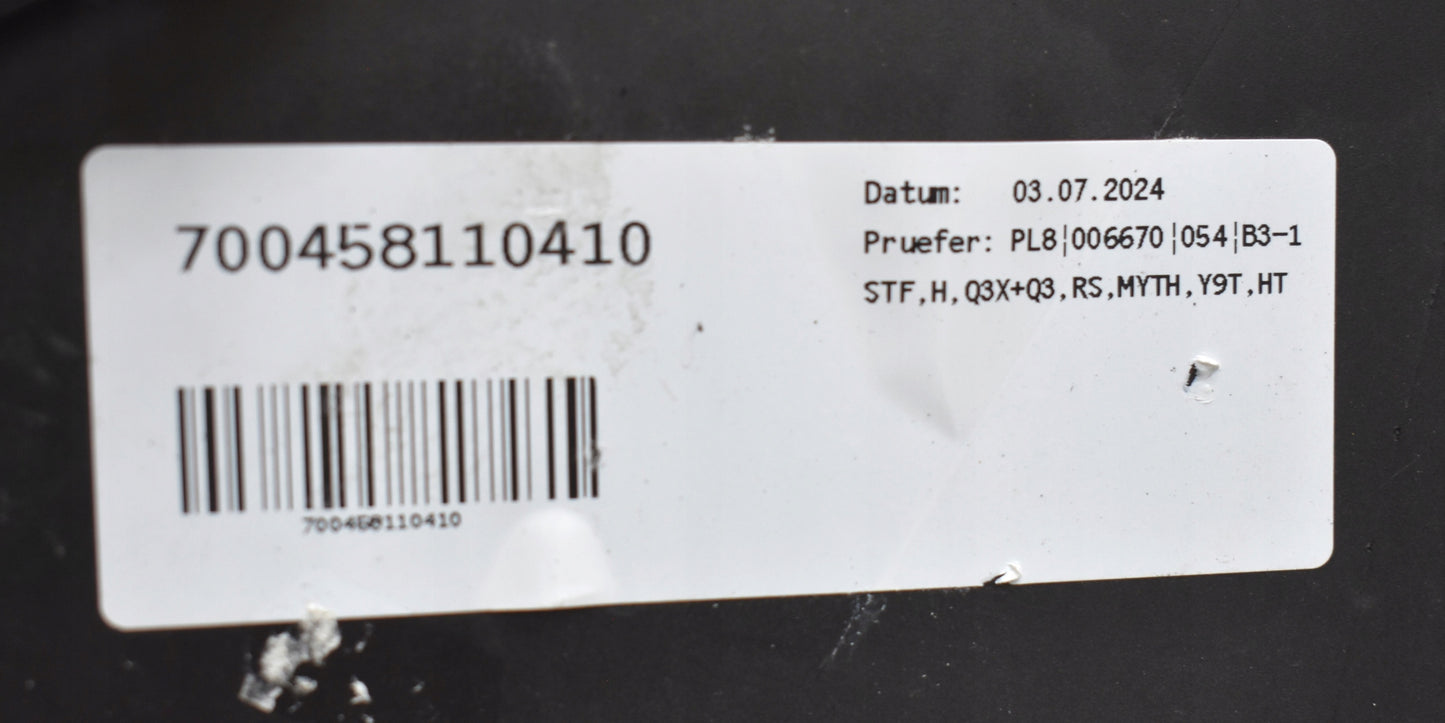 700458110410
Datum: 03.07.2024
Pruefer: PL8¦006670¦054¦B3-1
STF,H,Q3X+Q3,RS,MYTH,Y9T,HT
700458110410